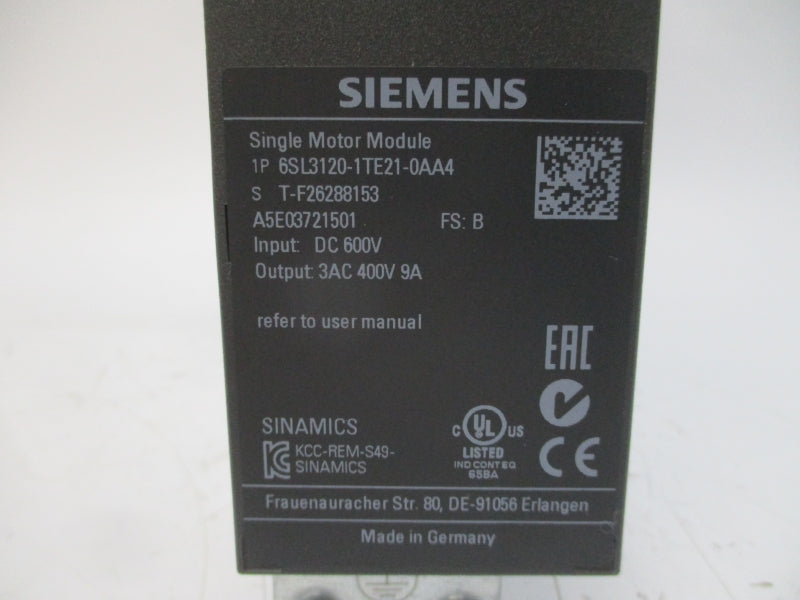 SIEMENS
Single Motor Module
1P 6SL3120-1TE21-0AA4
S T-F26288153
A5E03721501 FS: B
Input: DC 600V
Output: 3AC 400V 9A
refer to user manual
EAC
SINAMICS
KCC-REM-S49-
SINAMICS
C UL US
LISTED
IND CONT EQ
65BA
CE
Frauenauracher Str. 80, DE-91056 Erlangen
Made in Germany